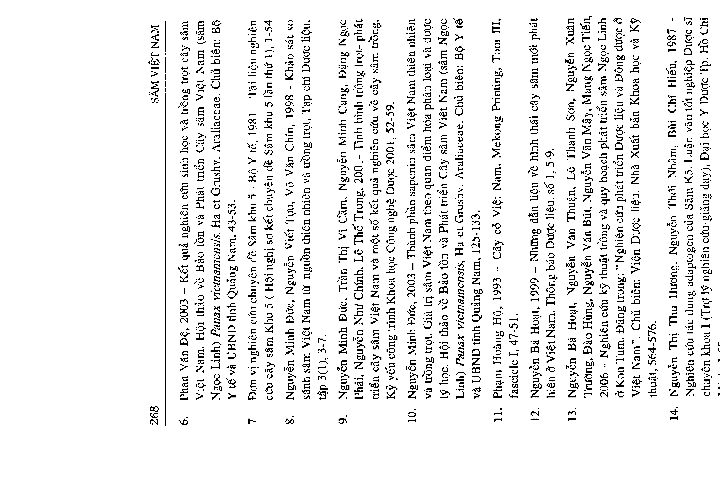 268 SÂM VIỆT NAM
6. Phan Văn Đệ, 2003 – Kết quả nghiên cứu sinh học và trồng trọt cây sâm
Việt Nam. Hội thảo về Bảo tồn và Phát triển Cây sâm Việt Nam (sâm
Ngọc Linh) Panax vietnamensis, Ha et Grushv. Araliaceae. Chủ biên: Bộ
Y tế và UBND tỉnh Quảng Nam, 43-53.
7 Đơn vị nghiên cứu chuyên đề Sâm khu 5 - Bộ Y tế, 1981 Tài liệu nghiên
cứu cây sâm Khu 5 ( Hội nghị sơ kết chuyên đề Sâm khu 5 lần thứ 1), 1-54
8. Nguyễn Minh Đức, Nguyễn Viết Tựu, Võ Văn Chín, 1998 - Khảo sát so
sánh sâm Việt Nam từ nguồn thiên nhiên và trồng trọt, Tạp chí Dược liệu,
tập 3(1), 3-7.
9. Nguyễn Minh Đức, Trần Thị Vi Cầm, Nguyễn Minh Cang, Đặng Ngọc
Phái, Nguyễn Như Chính, Lê Thế Trung, 2001- Tình hình trồng trọt- phát
triển cây sâm Việt Nam và một số kết quả nghiên cứu về cây sâm trồng,
Kỷ yếu công trình Khoa học Công nghệ Dược 2001, 52-59.
10. Nguyễn Minh Đức, 2003 – Thành phần saponin sâm Việt Nam thiên nhiên
và trồng trọt, Giá trị sâm Việt Nam theo quan điểm hóa phân loại và dược
lý học. Hội thảo về Bảo tồn và Phát triển Cây sâm Việt Nam (sâm Ngọc
Linh) Panax vietnamensis, Ha et Grushv. Araliaceae. Chủ biên: Bộ Y tế
và UBND tỉnh Quảng Nam, 125-133.
11. Phạm Hoàng Hộ, 1993 – Cây cỏ Việt Nam. Mekong Printing, Tom III,
fascicle I, 47-51.
12. Nguyễn Bá Hoạt, 1999 – Những dẫn liệu về hình thái cây sâm mới phát
hiện ở Việt Nam. Thông báo Dược liệu, số 1, 5-9.
13. Nguyễn Bá Hoạt, Nguyễn Văn Thuận, Lê Thanh Sơn, Nguyễn Xuân
Trường, Đào Hùng, Nguyễn Văn Bút, Nguyễn Văn Mây, Mang Ngọc Tiến,
2006 - Nghiên cứu Kỹ thuật trồng và quy hoạch phát triển sâm Ngọc Linh
ở Kon Tum. Đăng trong: " Nghiên cứu phát triển Dược liệu và Đông dược ở
Việt Nam". Chủ biên: Viện Dược liệu. Nhà Xuất bản Khoa học và Kỹ
thuật, 564-576.
14. Nguyễn Thị Thu Hương, Nguyễn Thới Nhâm, Bùi Chí Hiếu, 1987 -
Nghiên cứu tác dụng adaptogen của Sâm K5. Luận văn tốt nghiệp Dược sĩ
chuyên khoa I (Trợ lý nghiên cứu giảng dạy), Đại học Y Dược Tp. Hồ Chí